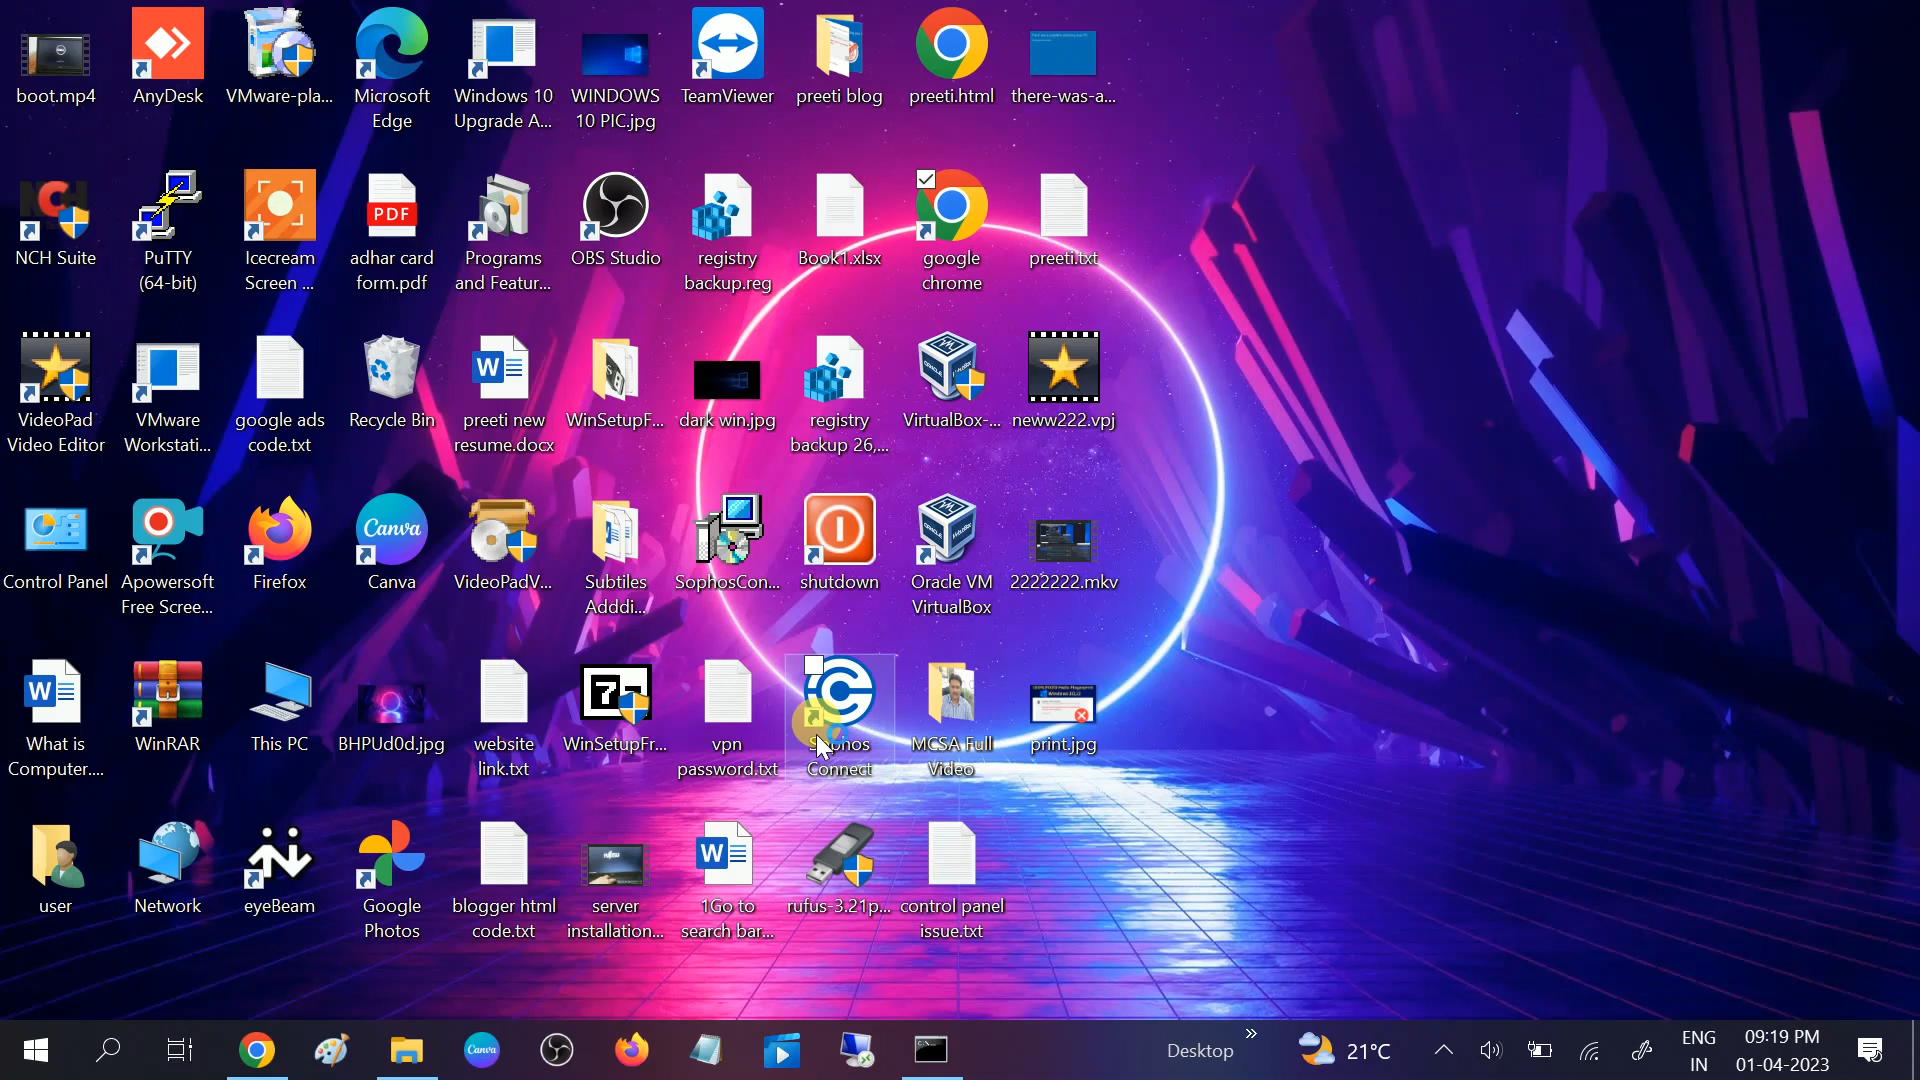 boot.mp4
AnyDesk
VMware-pla...
Microsoft
Edge
Windows 10
Upgrade A...
WINDOWS
10 PIC.jpg
TeamViewer
preeti blog
preeti.html
there-was-a...
NCH Suite
PuTTY
(64-bit)
Icecream
Screen ...
PDF
adhar card
form.pdf
Programs
and Featur...
OBS Studio
registry
backup.reg
Book1.xlsx
google
chrome
preeti.txt
VideoPad
Video Editor
VMware
Workstati...
google ads
code.txt
Recycle Bin
preeti new
resume.docx
WinSetupF...
dark win.jpg
registry
backup 26,...
VirtualBox-...
neww222.vpj
Control Panel
Apowersoft
Free Scree...
Firefox
Canva
Canva
VideoPadV...
Subtiles
Adddi...
SophosCon...
shutdown
Oracle VM
VirtualBox
2222222.mkv
What is
Computer....
WinRAR
This PC
BHPUd0d.jpg
website
link.txt
WinSetupFr...
vpn
password.txt
Sophos
Connect
MCSA Full
Video
print.jpg
user
Network
eyeBeam
Google
Photos
blogger html
code.txt
server
installation...
1Go to
search bar...
rufus-3.21p...
control panel
issue.txt
Canva
Desktop
21°C
ENG
IN
09:19 PM
01-04-2023